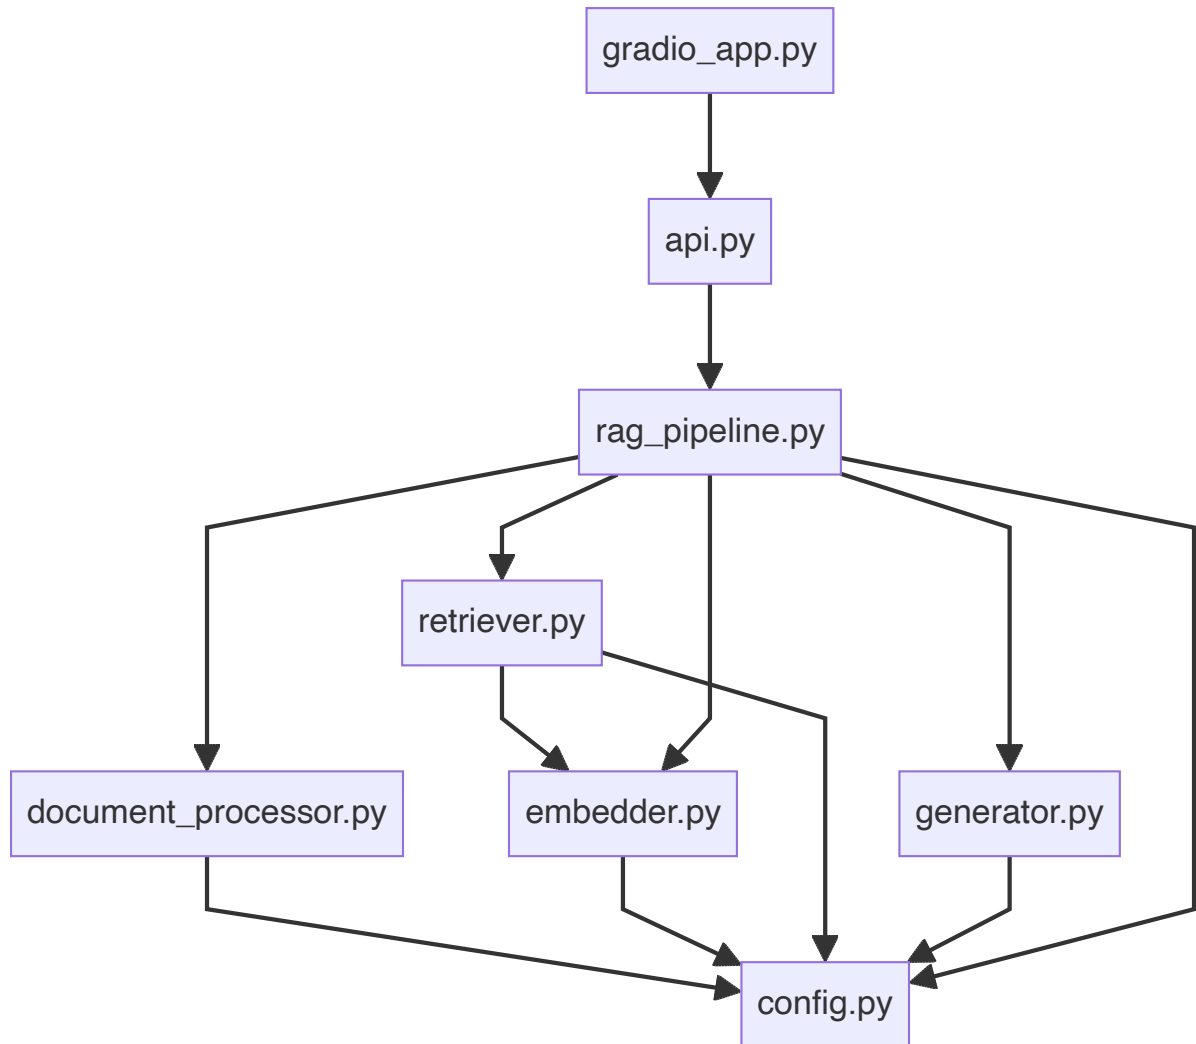 gradio_app.py
api.py
rag_pipeline.py
retriever.py
document_processor.py
embedder.py
generator.py
config.py